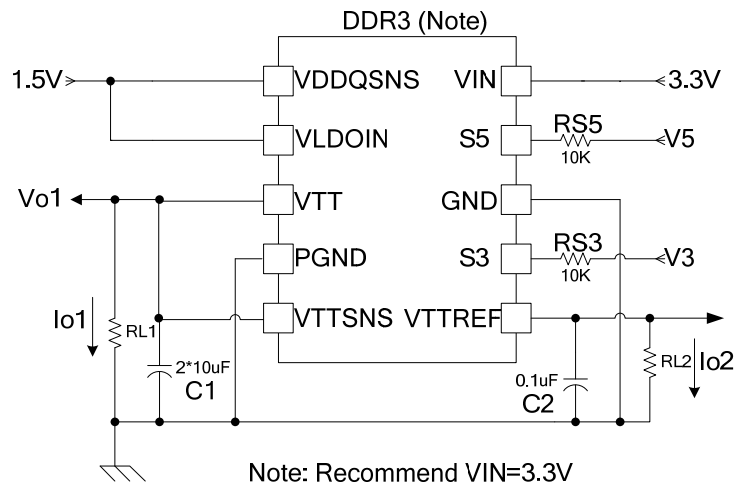 DDR3 (Note)
1.5V
VDDQSNS
VIN
3.3V
VLDOIN
S5
RS5
10K
V5
Vo1
VTT
GND
PGND
S3
RS3
10K
V3
Io1
RL1
VTTSNS
VTTREF
2*10uF
C1
0.1uF
C2
RL2
Io2
Note: Recommend VIN=3.3V